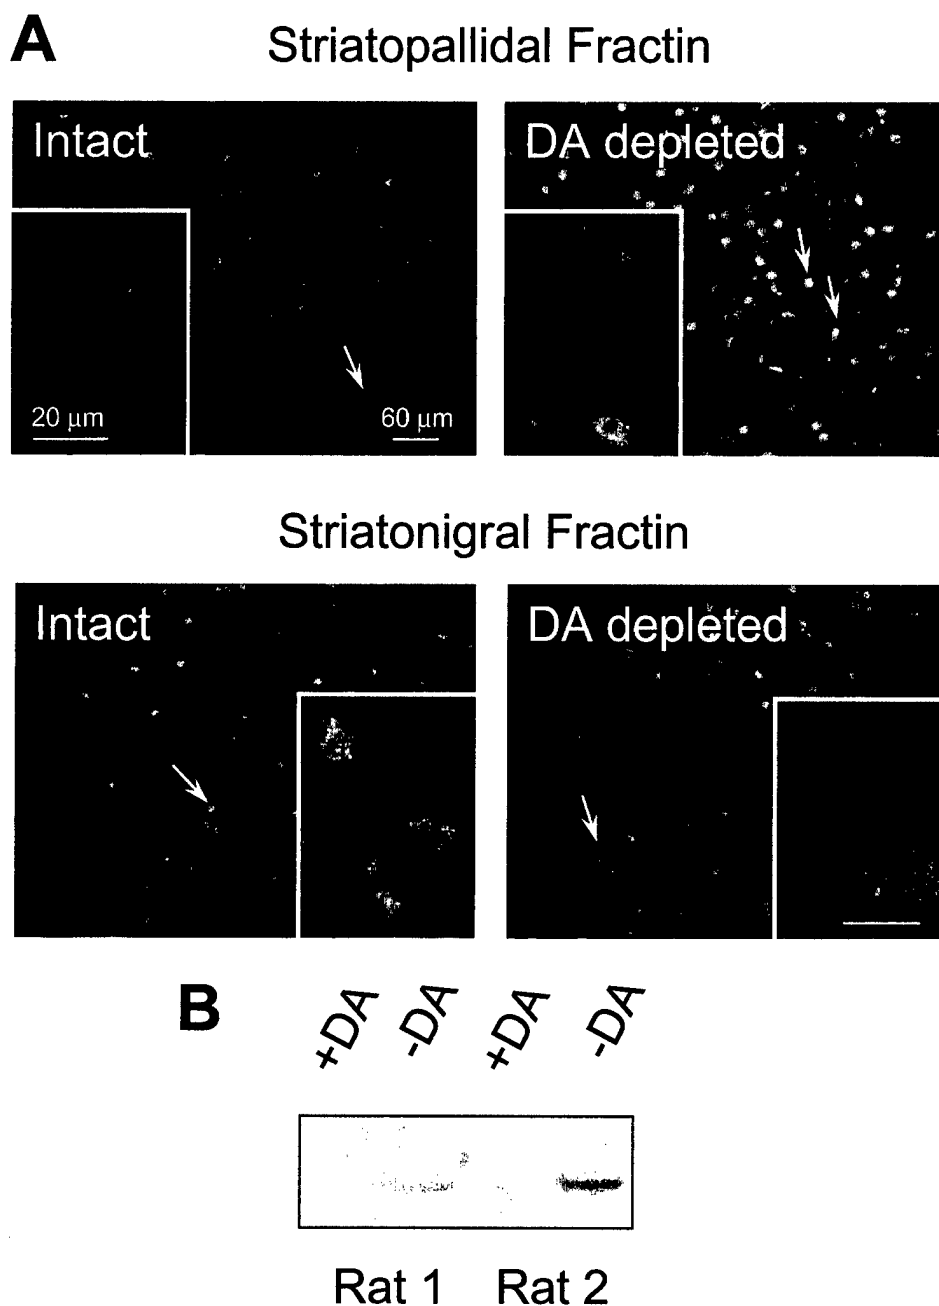 A
Striatopallidal Fractin
Intact
DA depleted
20 µm
60 µm
Striatonigral Fractin
Intact
DA depleted
B
+DA
-DA
+DA
-DA
Rat 1
Rat 2